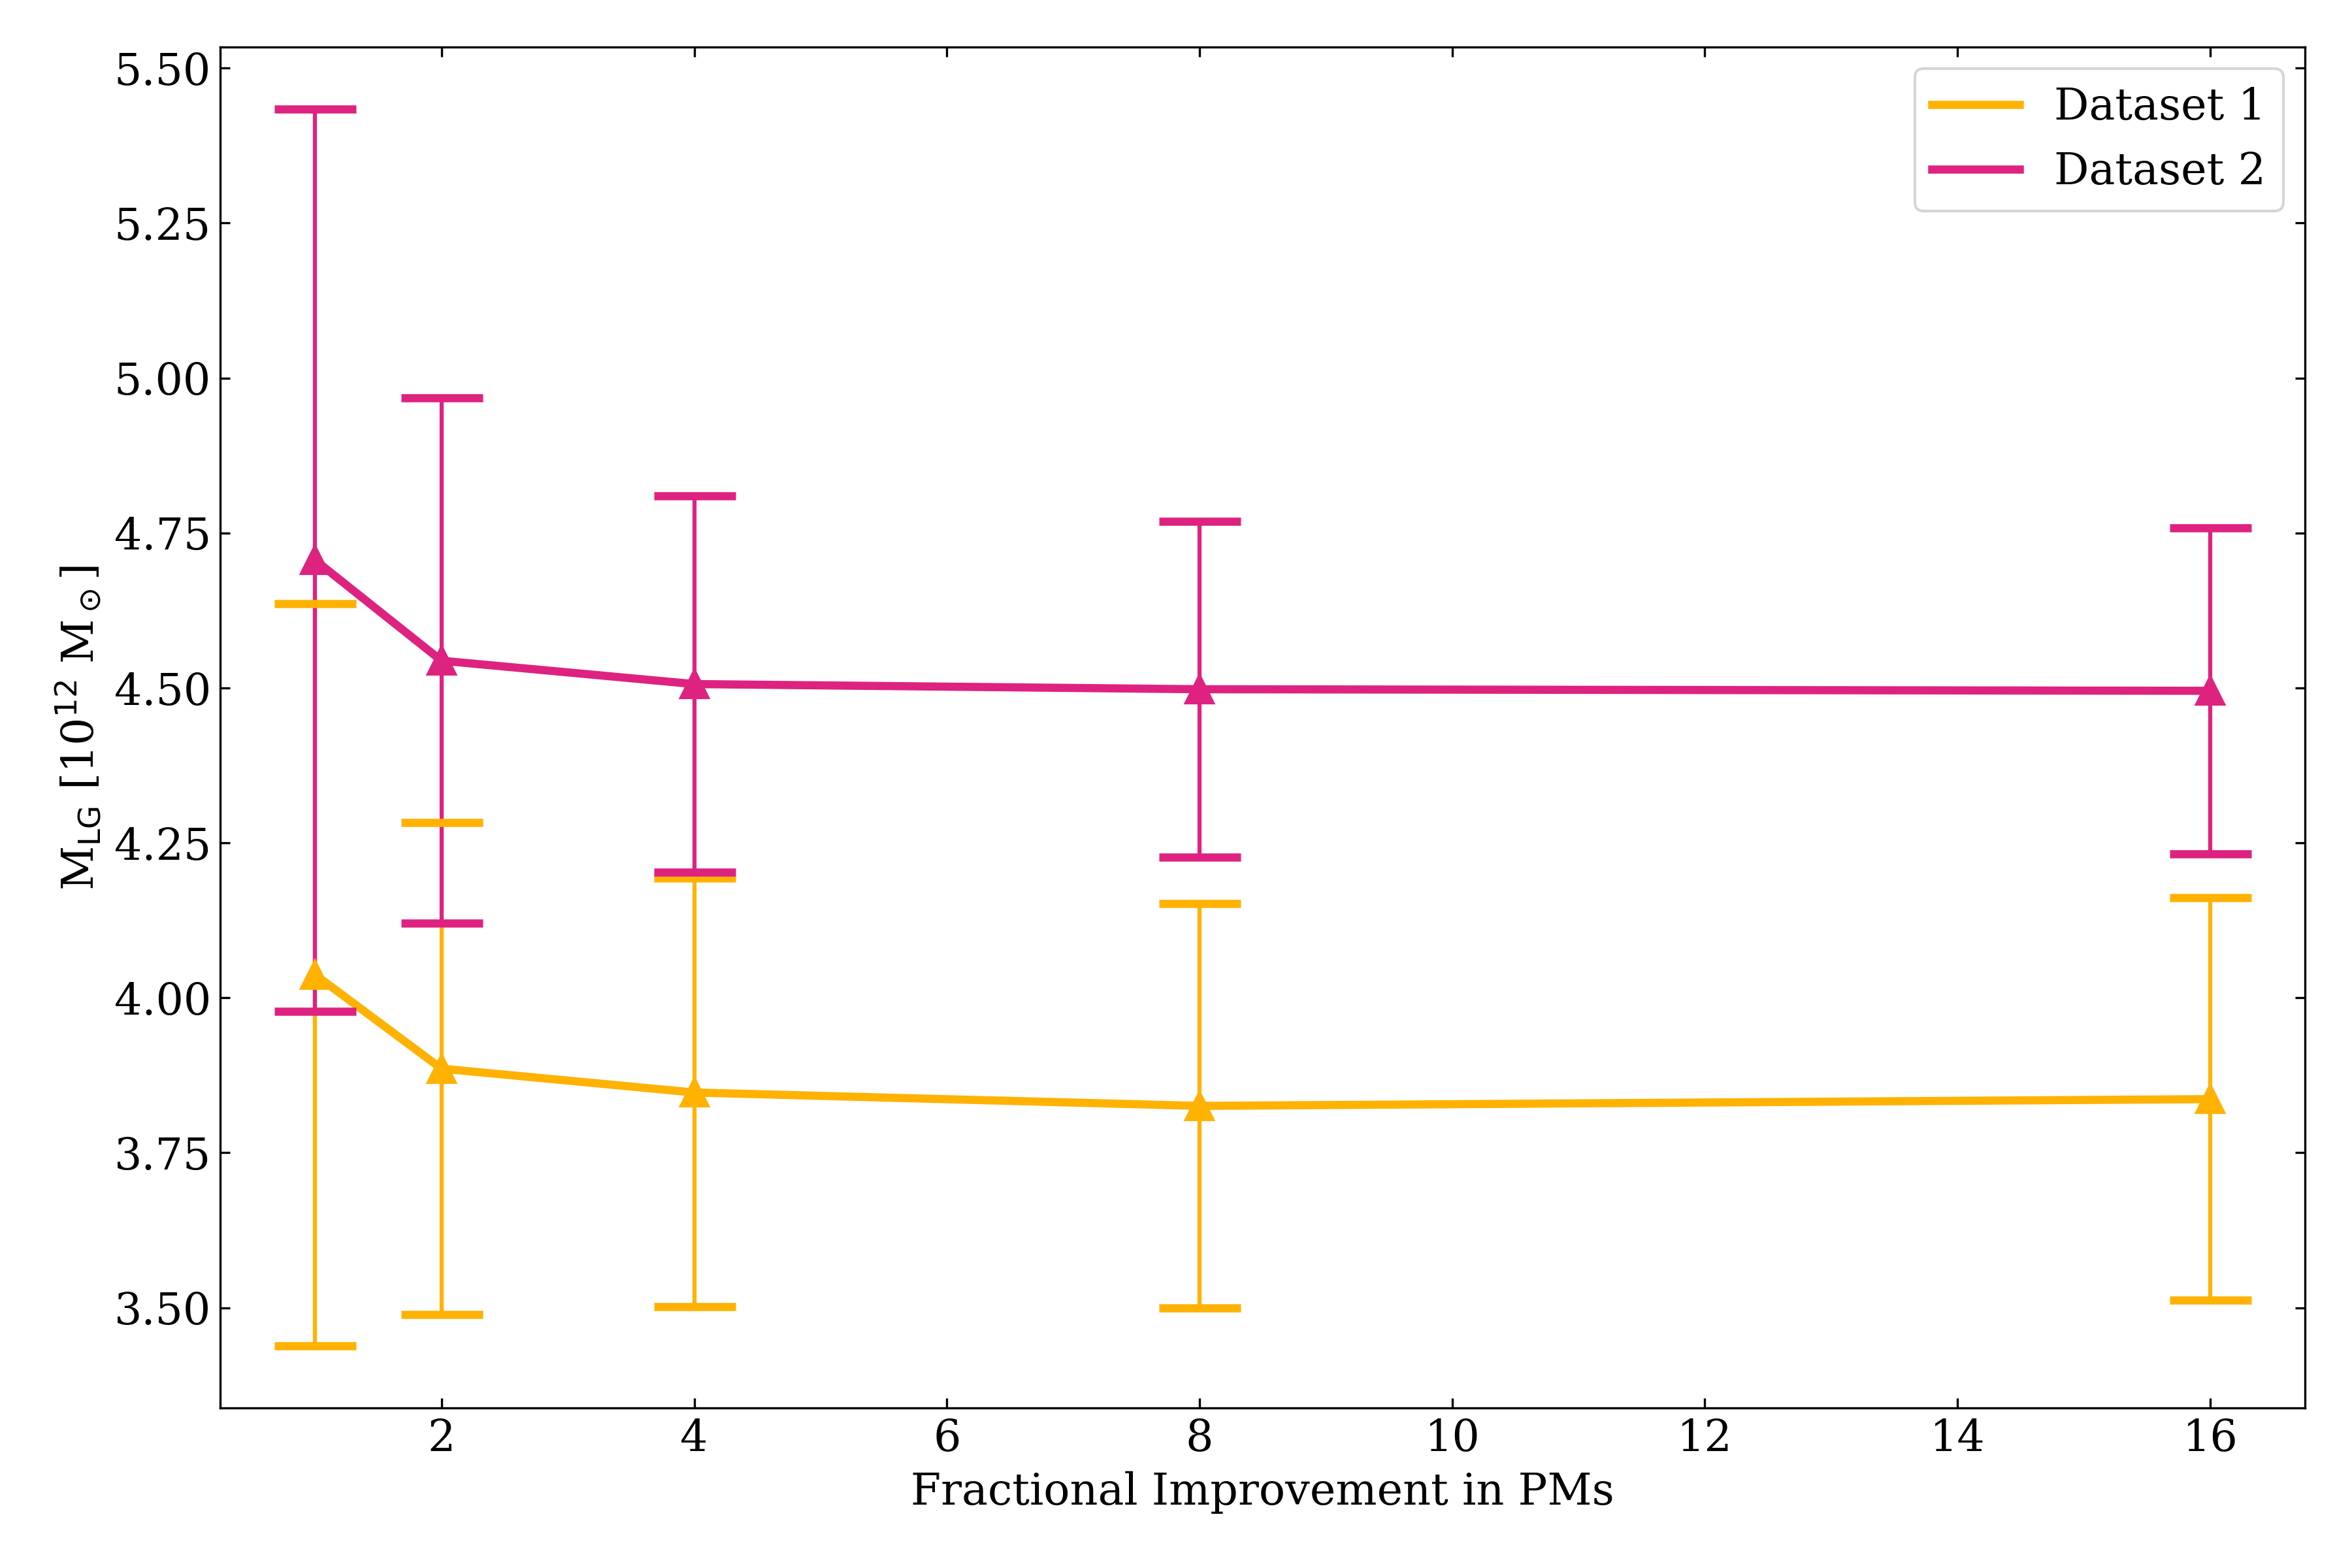 5.50
5.25
5.00
4.75
4.50
4.25
4.00
3.75
3.50
M_LG [10^12 M_⊙]
Dataset 1
Dataset 2
2 4 6 8 10 12 14 16
Fractional Improvement in PMs